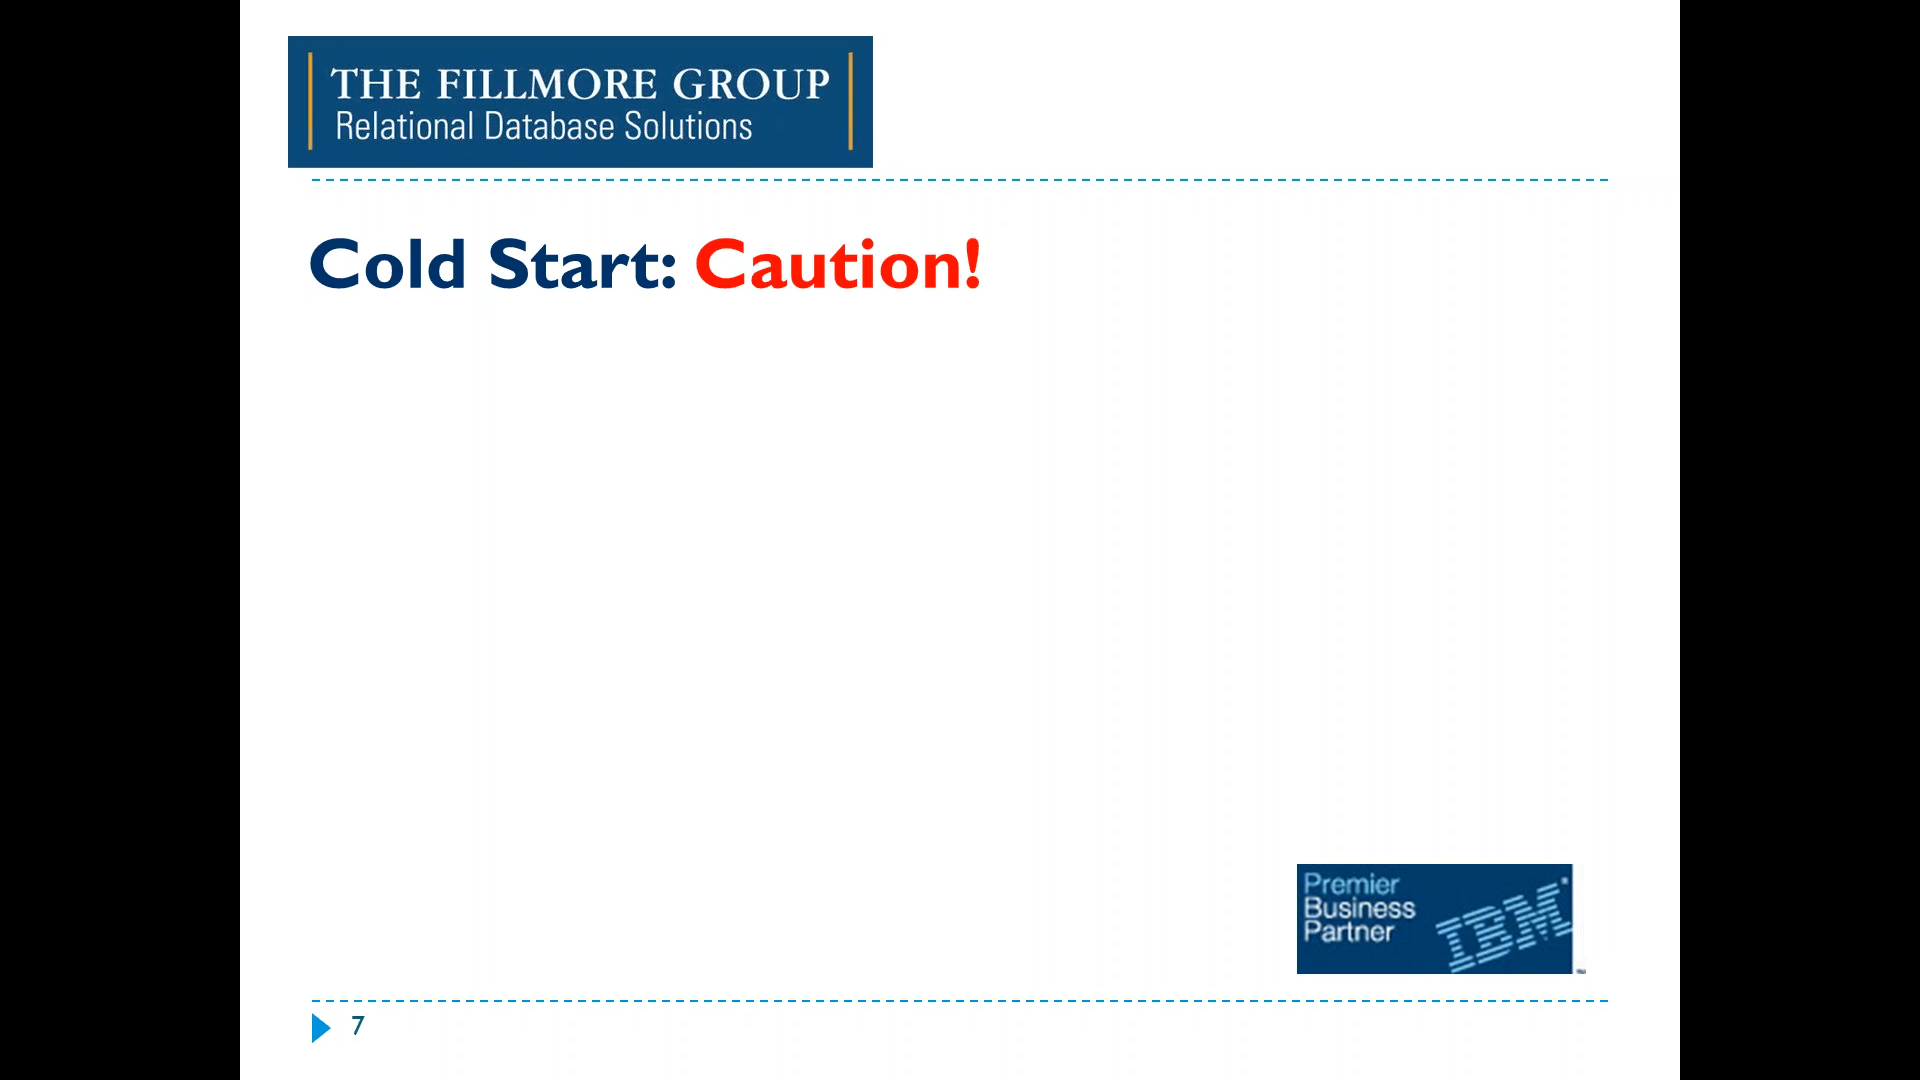 THE FILLMORE GROUP
Relational Database Solutions
Cold Start: Caution!
Premier
Business
Partner
IBM
7